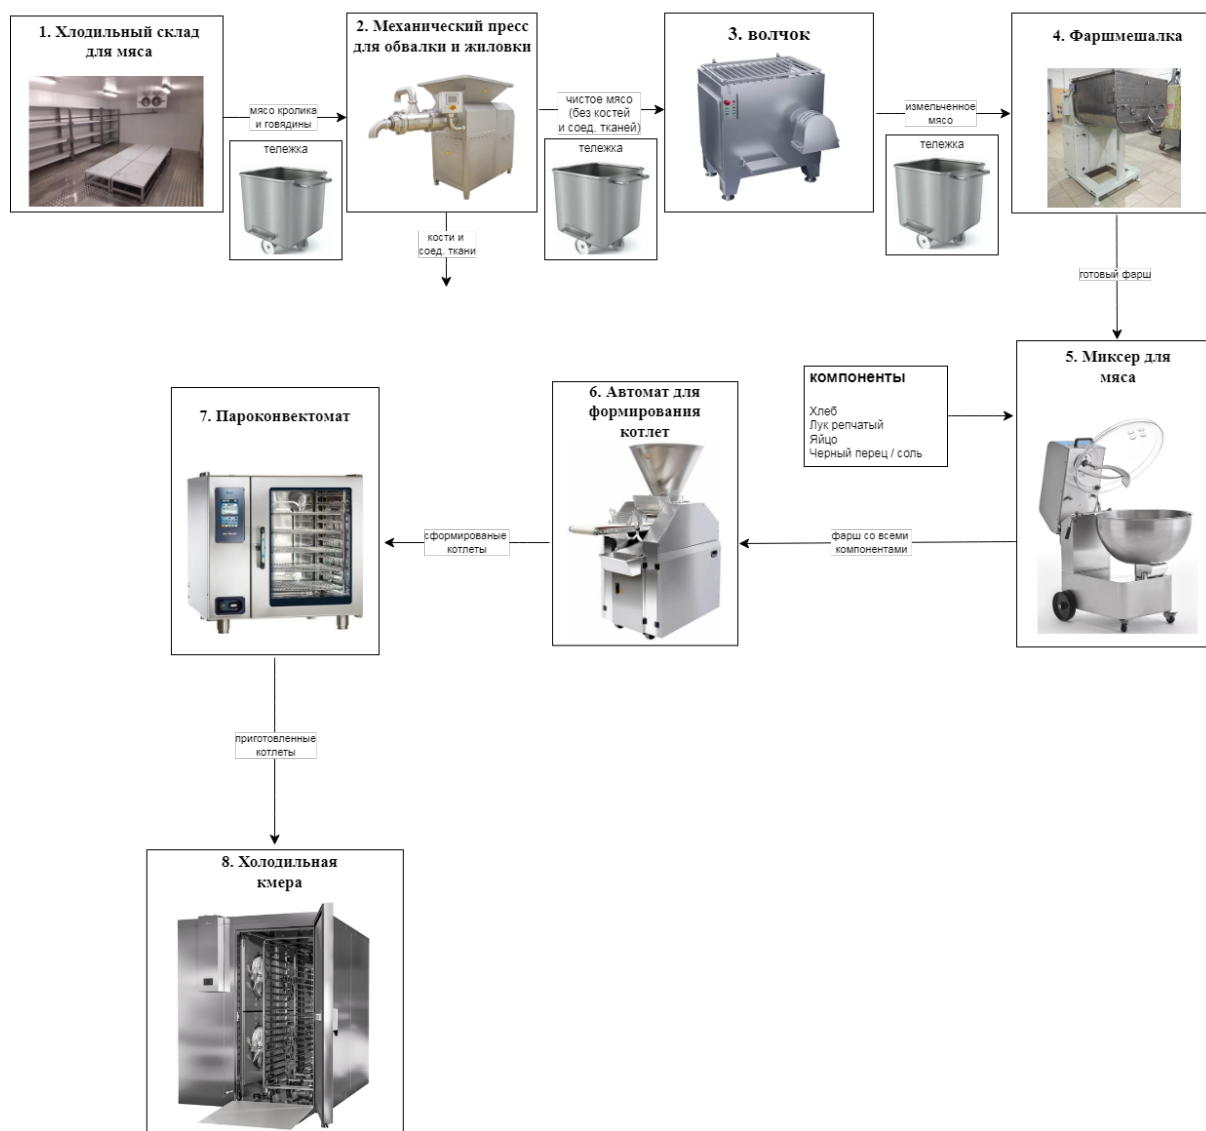 1. Хлодильный склад
для мяса
мясо кролика
и говядины
тележка
2. Механический пресс
для обвалки и жиловки
кости и
соед. ткани
чистое мясо
(без костей
и соед. тканей)
тележка
3. волчок
измельченное
мясо
тележка
4. Фаршмешалка
готовый фарш
5. Миксер для
мяса
компоненты
Хлеб
Лук репчатый
Яйцо
Черный перец / соль
фарш со всеми
компонентами
6. Автомат для
формирования
котлет
сформированые
котлеты
7. Пароконвектомат
приготовленные
котлеты
8. Холодильная
кмера